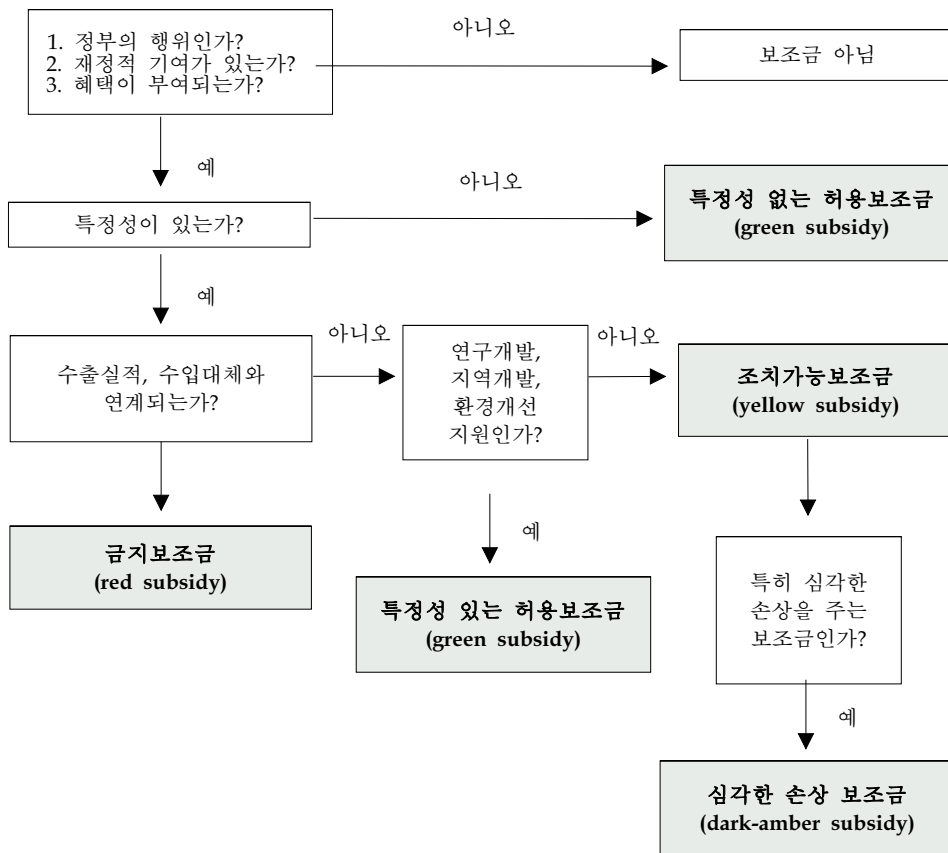 1. 정부의 행위인가?
2. 재정적 기여가 있는가?
3. 혜택이 부여되는가?
아니오
보조금 아님
예
특정성이 있는가?
아니오
특정성 없는 허용보조금
(green subsidy)
예
수출실적, 수입대체와
연계되는가?
아니오
연구개발,
지역개발,
환경개선
지원인가?
아니오
조치가능보조금
(yellow subsidy)
금지보조금
(red subsidy)
예
특정성 있는 허용보조금
(green subsidy)
특히 심각한
손상을 주는
보조금인가?
예
심각한 손상 보조금
(dark-amber subsidy)